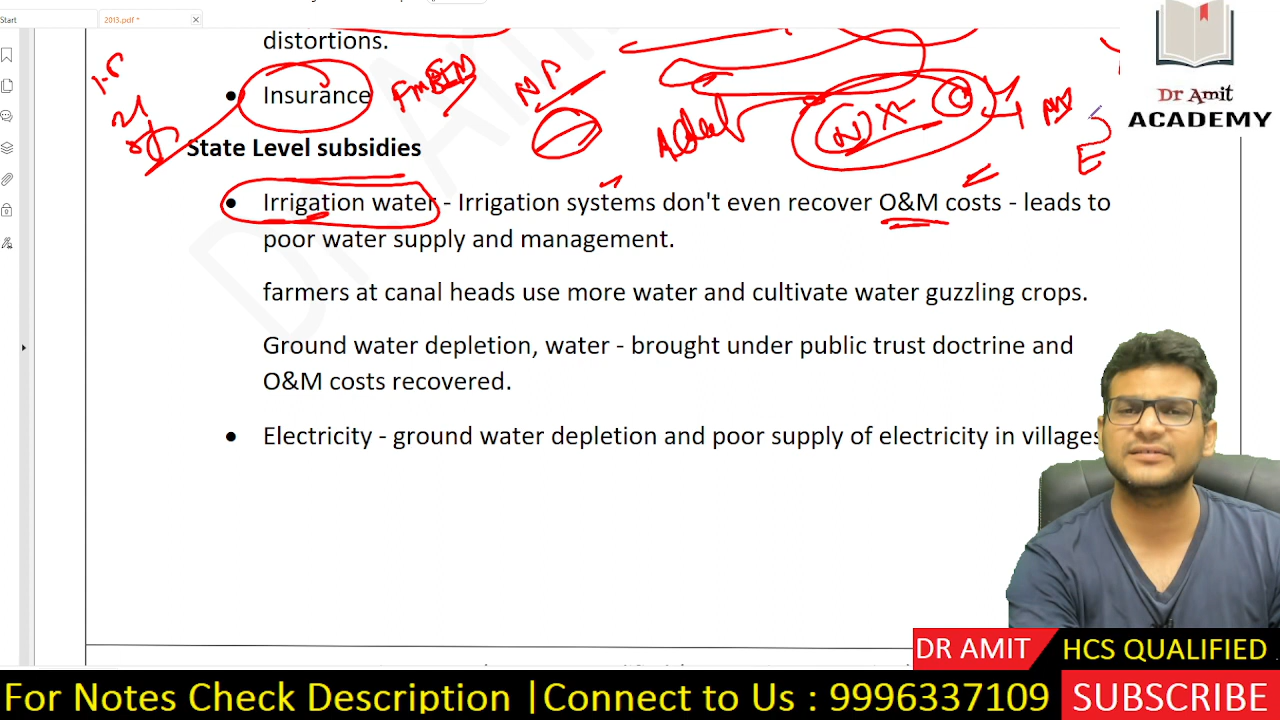 Start
2013.pdf *
distortions.
• Insurance
State Level subsidies
• Irrigation water - Irrigation systems don't even recover O&M costs - leads to
poor water supply and management.
farmers at canal heads use more water and cultivate water guzzling crops.
Ground water depletion, water - brought under public trust doctrine and
O&M costs recovered.
• Electricity - ground water depletion and poor supply of electricity in villages
Dr Amit
ACADEMY
DR AMIT
HCS QUALIFIED
For Notes Check Description | Connect to Us : 9996337109
SUBSCRIBE